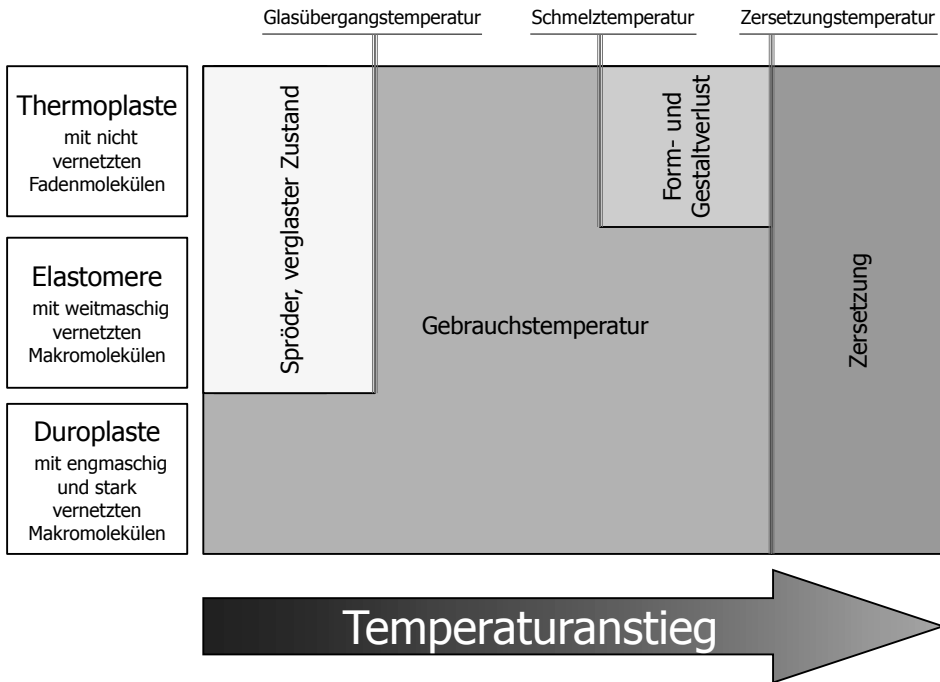 Glasübergangstemperatur
Schmelztemperatur
Zersetzungstemperatur
Thermoplaste
mit nicht
vernetzten
Fadenmolekülen
Elastomere
mit weitmaschig
vernetzten
Makromolekülen
Duroplaste
mit engmaschig
und stark
vernetzten
Makromolekülen
Spröder, verglaster Zustand
Gebrauchstemperatur
Form- und
Gestaltverlust
Zersetzung
Temperaturanstieg